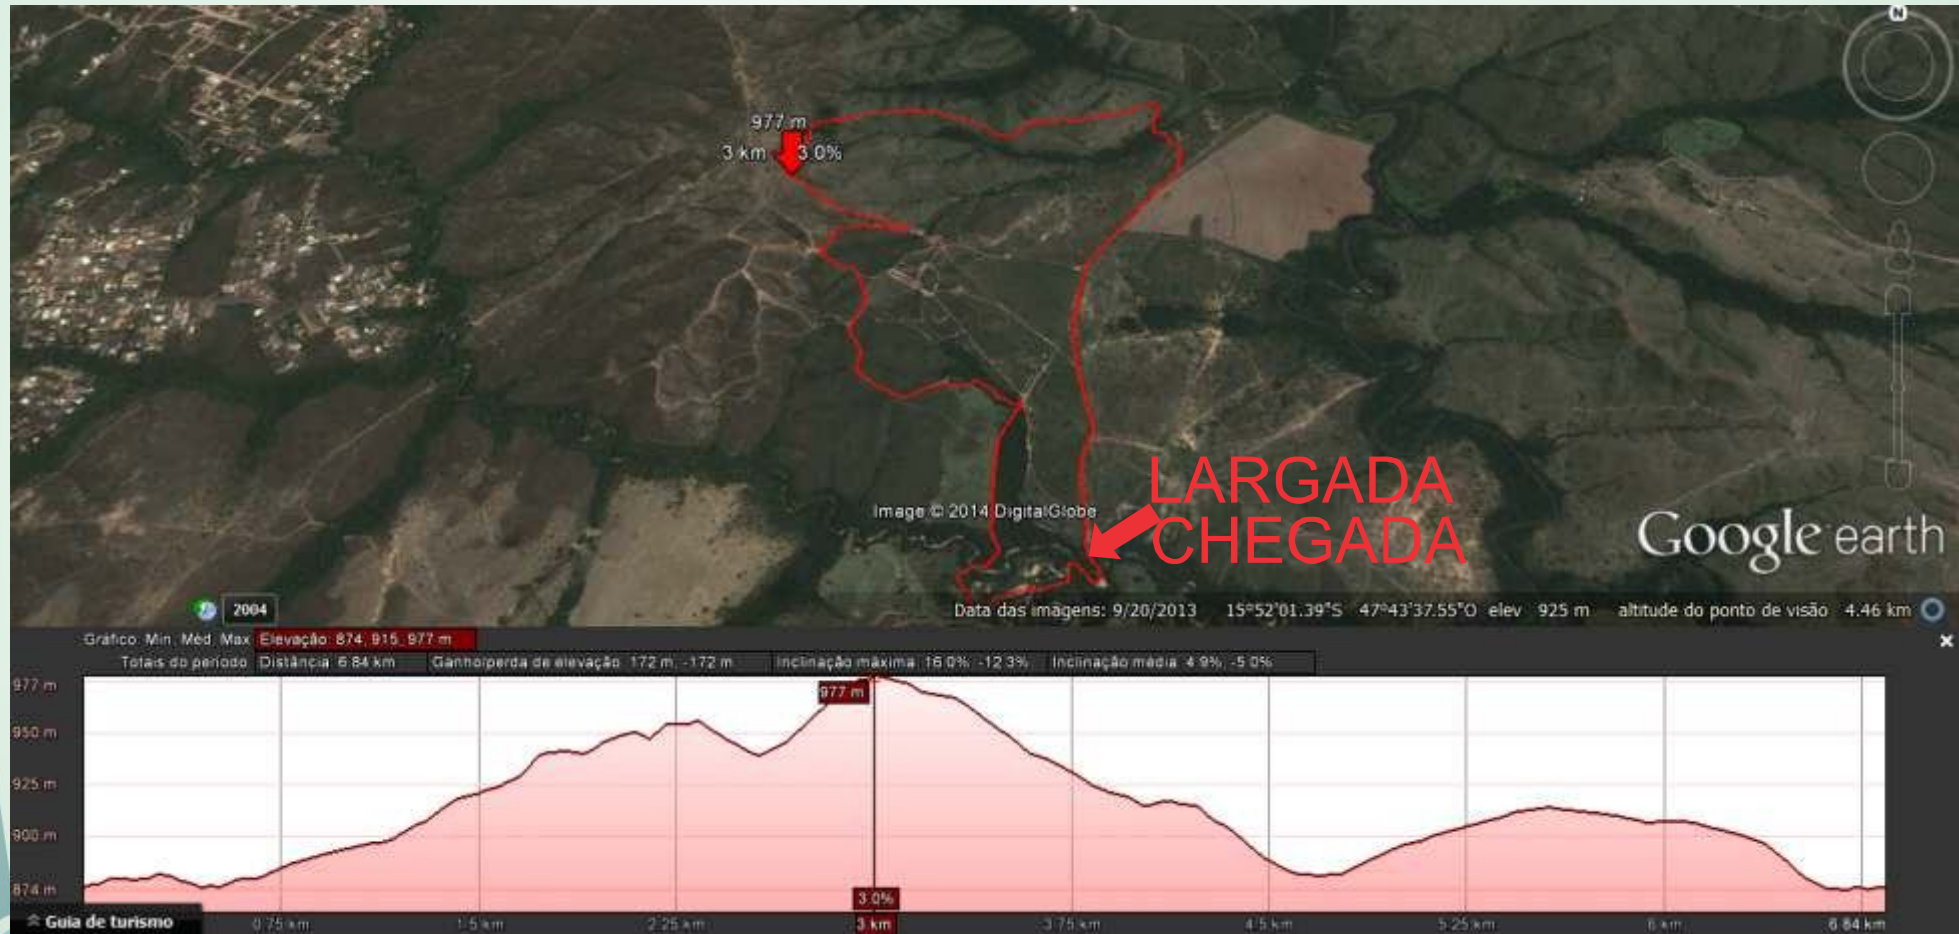 N
977 m
3 km 3.0%
LARGADA
CHEGADA
Image © 2014 DigitalGlobe
Google earth
2004
Data das imagens: 9/20/2013 15°52'01.39"S 47°43'37.55"O elev 925 m altitude do ponto de visão 4.46 km
Gráfico: Min, Méd, Max Elevação: 874, 915, 977 m
Totais do período Distância: 6.84 km Ganho/perda de elevação: 172 m, -172 m Inclinação máxima: 16.0%, -12.3% Inclinação média: 4.9%, -5.0%
977 m
977 m
950 m
925 m
900 m
874 m
3.0%
Guia de turismo
0.75 km 1.5 km 2.25 km 3 km 3.75 km 4.5 km 5.25 km 6 km 6.84 km